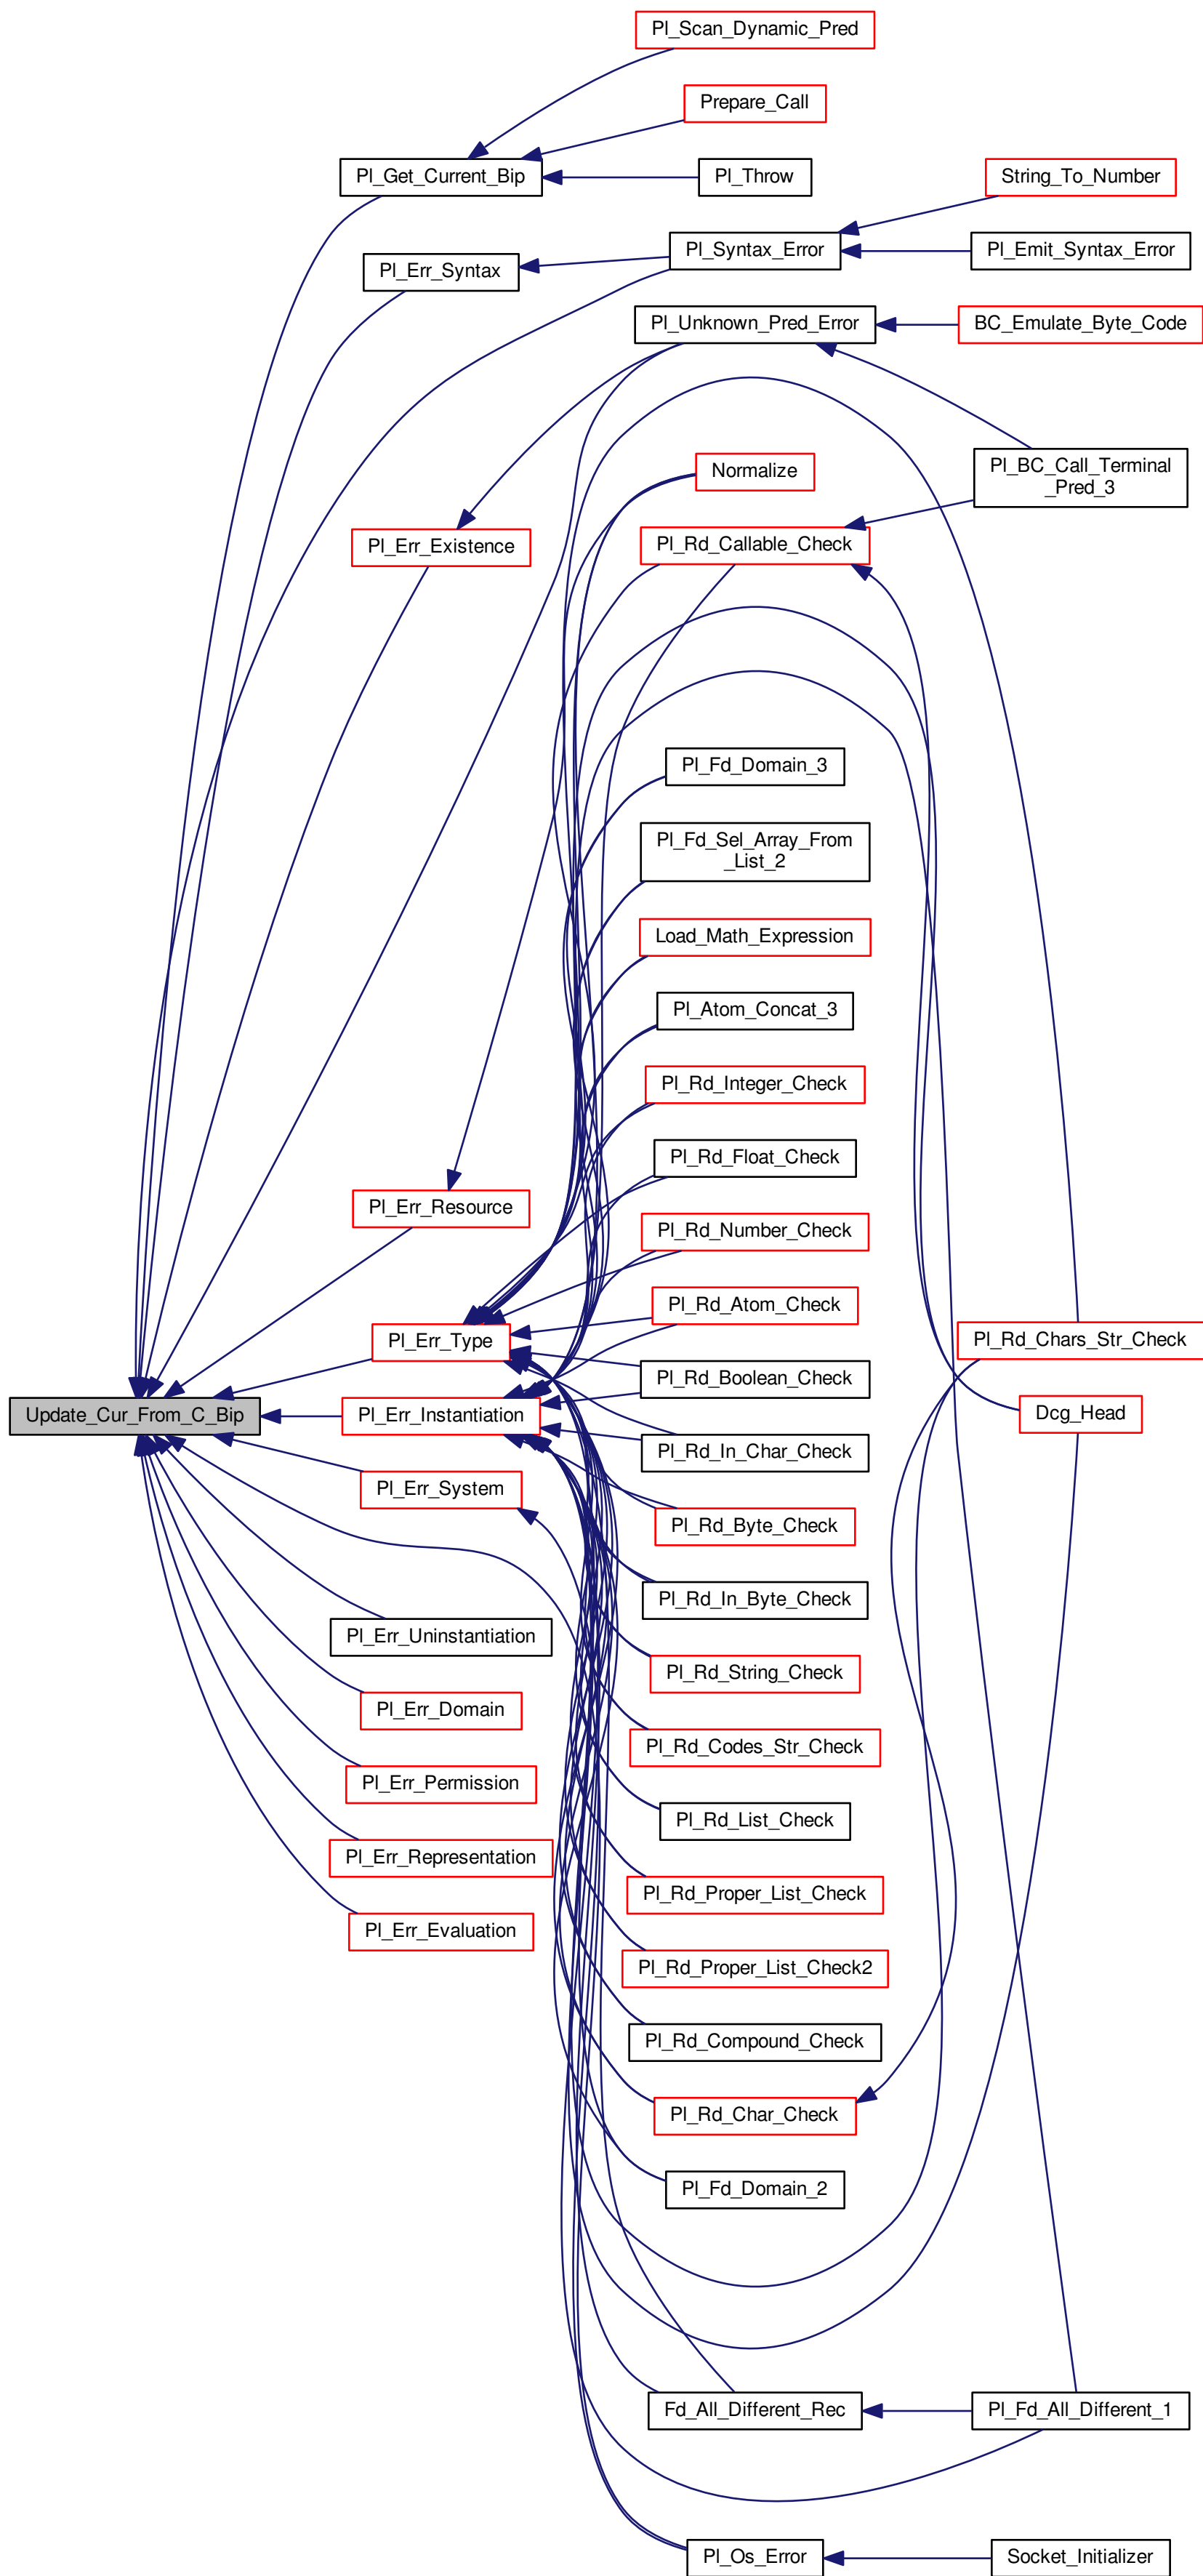 Pl_Scan_Dynamic_Pred
Prepare_Call
Pl_Get_Current_Bip
Pl_Throw
String_To_Number
Pl_Syntax_Error
Pl_Emit_Syntax_Error
Pl_Err_Syntax
Pl_Unknown_Pred_Error
BC_Emulate_Byte_Code
Normalize
Pl_BC_Call_Terminal
_Pred_3
Pl_Err_Existence
Pl_Rd_Callable_Check
Pl_Fd_Domain_3
Pl_Fd_Sel_Array_From
_List_2
Load_Math_Expression
Pl_Atom_Concat_3
Pl_Rd_Integer_Check
Pl_Rd_Float_Check
Pl_Err_Resource
Pl_Rd_Number_Check
Pl_Rd_Atom_Check
Pl_Err_Type
Pl_Rd_Chars_Str_Check
Pl_Rd_Boolean_Check
Update_Cur_From_C_Bip
Pl_Err_Instantiation
Dcg_Head
Pl_Rd_In_Char_Check
Pl_Err_System
Pl_Rd_Byte_Check
Pl_Rd_In_Byte_Check
Pl_Err_Uninstantiation
Pl_Rd_String_Check
Pl_Err_Domain
Pl_Rd_Codes_Str_Check
Pl_Err_Permission
Pl_Rd_List_Check
Pl_Err_Representation
Pl_Rd_Proper_List_Check
Pl_Err_Evaluation
Pl_Rd_Proper_List_Check2
Pl_Rd_Compound_Check
Pl_Rd_Char_Check
Pl_Fd_Domain_2
Fd_All_Different_Rec
Pl_Fd_All_Different_1
Pl_Os_Error
Socket_Initializer